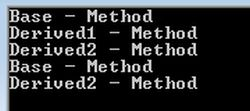 Base - Method
Derived1 - Method
Derived2 - Method
Base - Method
Derived2 - Method